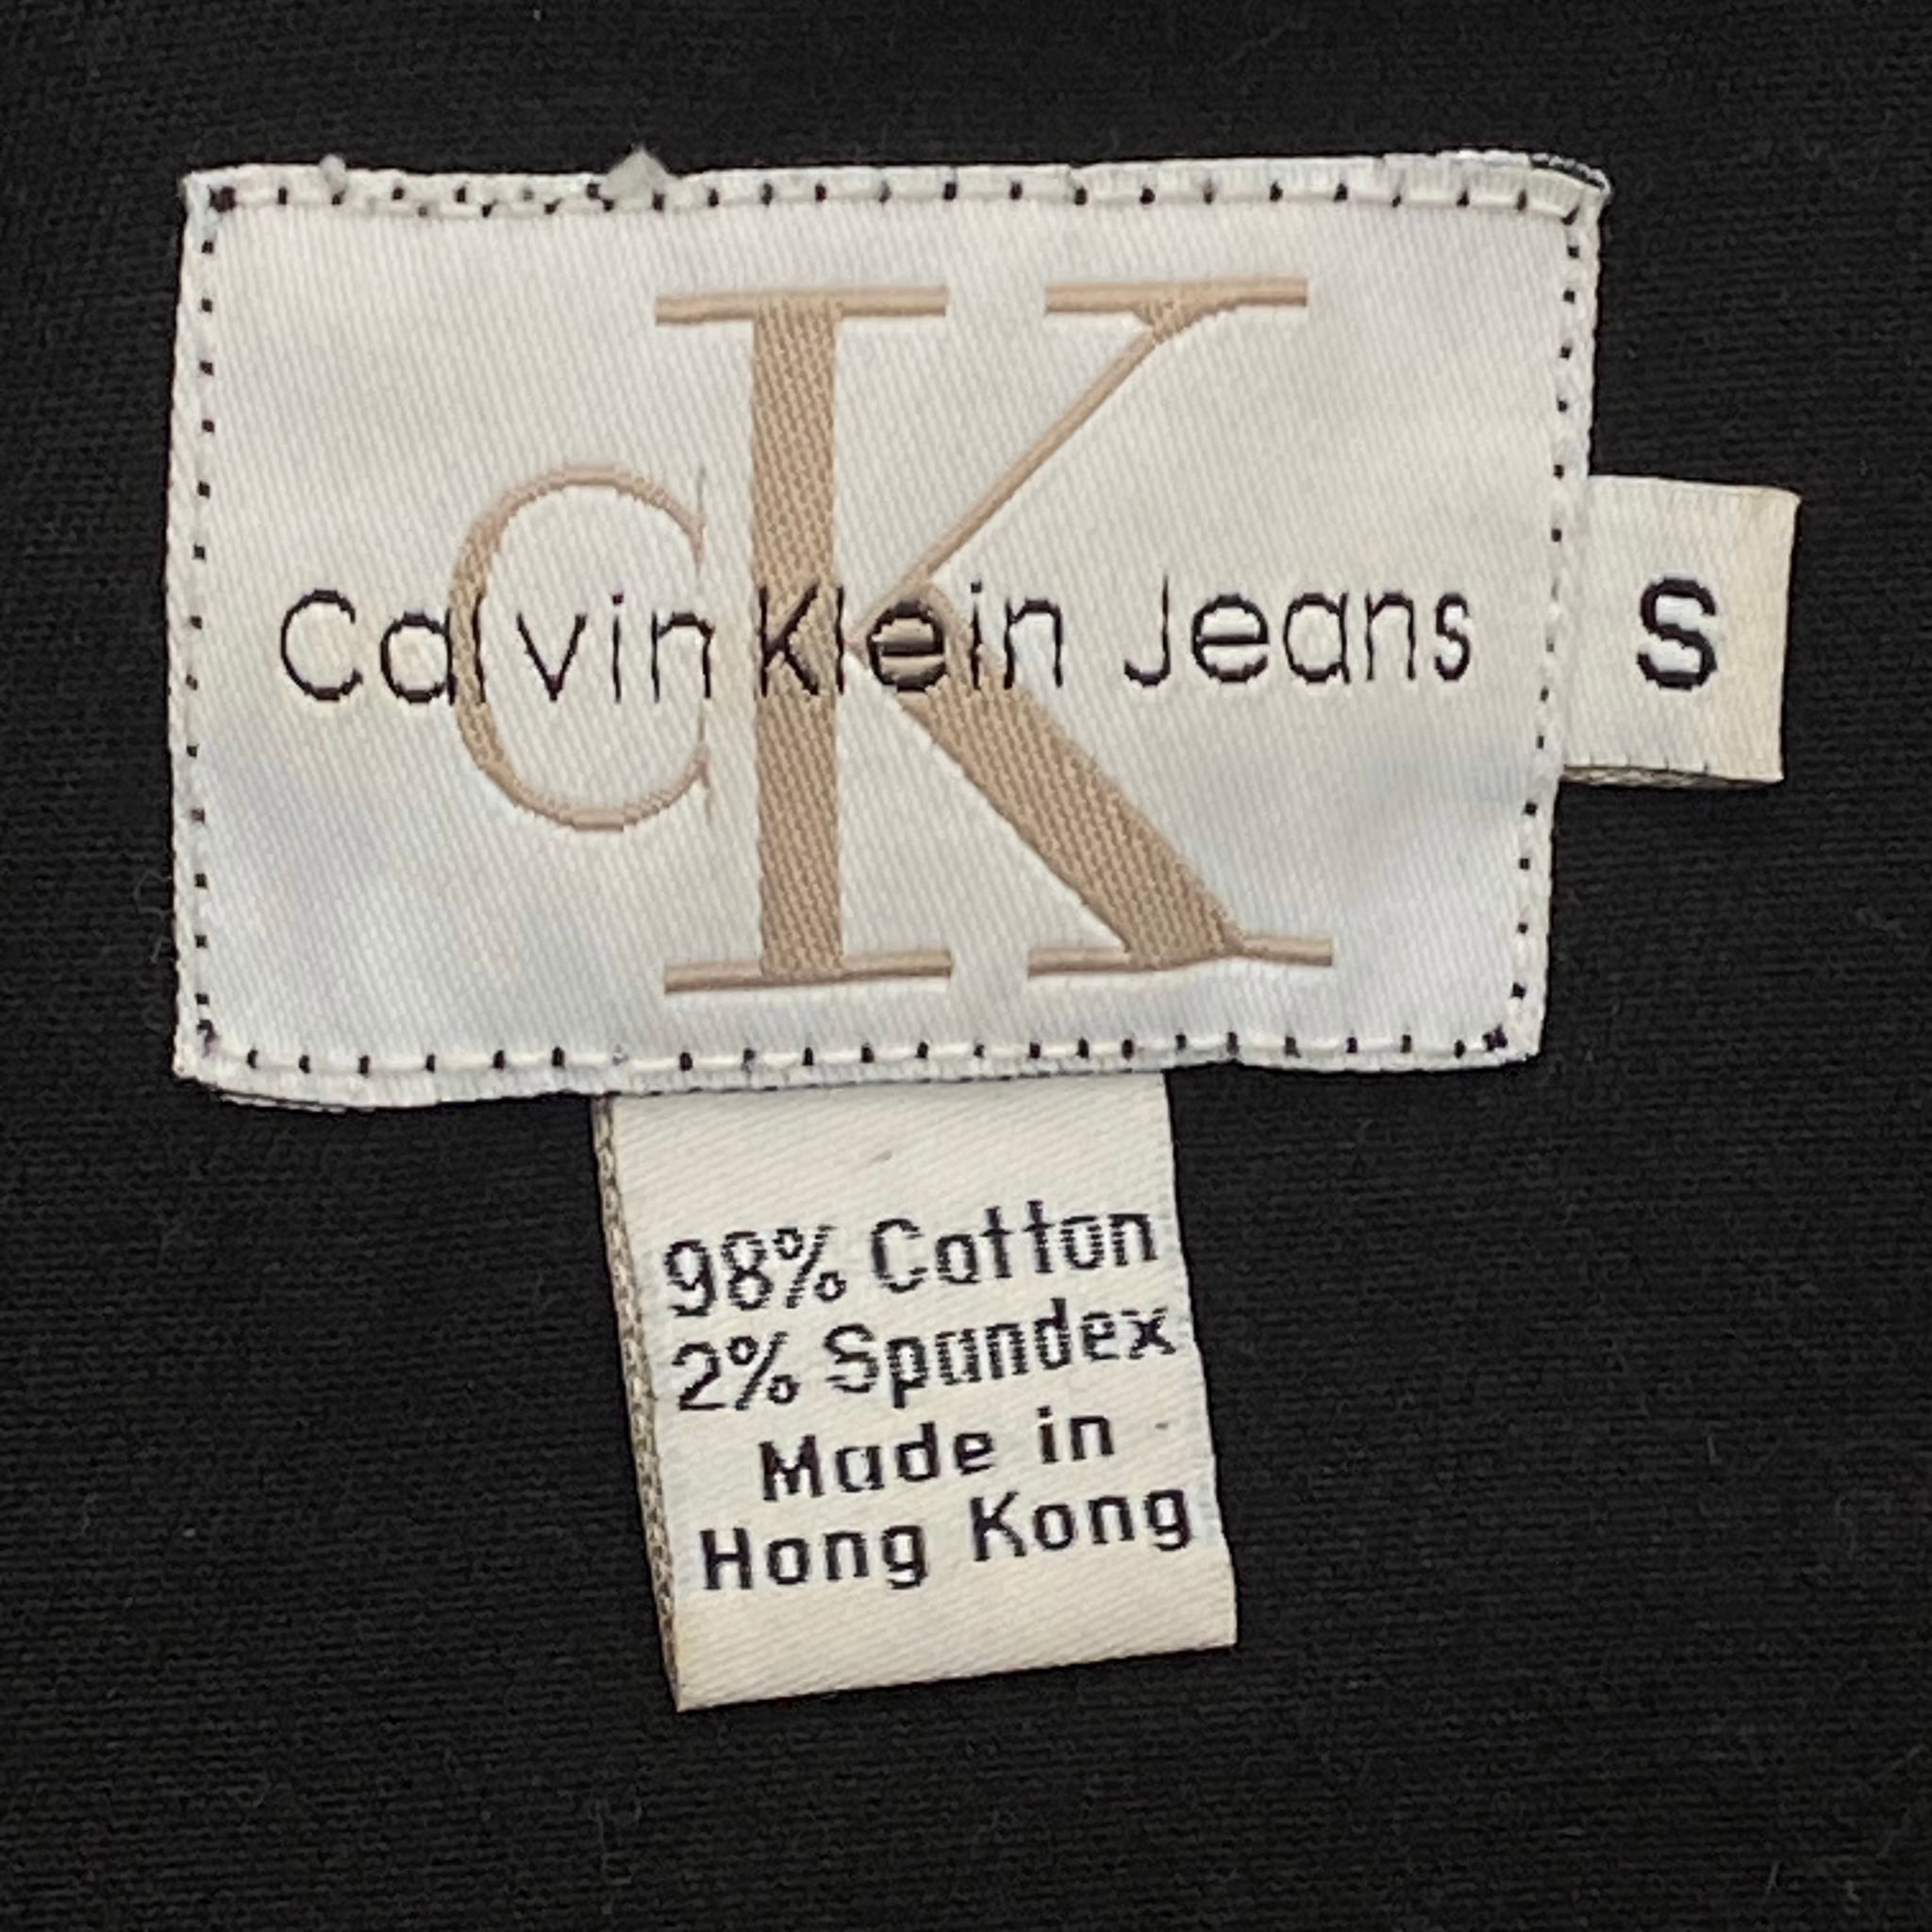 CK
Calvin Klein Jeans
S
98% Cotton
2% Spandex
Made in
Hong Kong